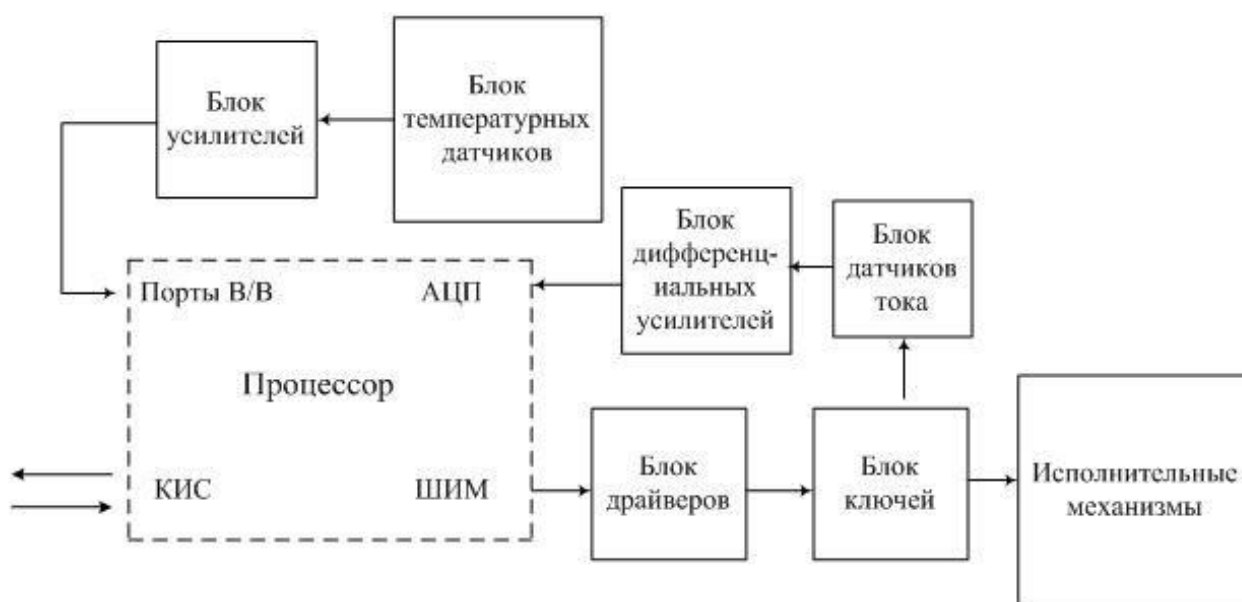 Блок
усилителей
Блок
температурных
датчиков
Блок
дифференц-
иальных
усилителей
Блок
датчиков
тока
Порты В/В
АЦП
Процессор
КИС
ШИМ
Блок
драйверов
Блок
ключей
Исполнительные
механизмы